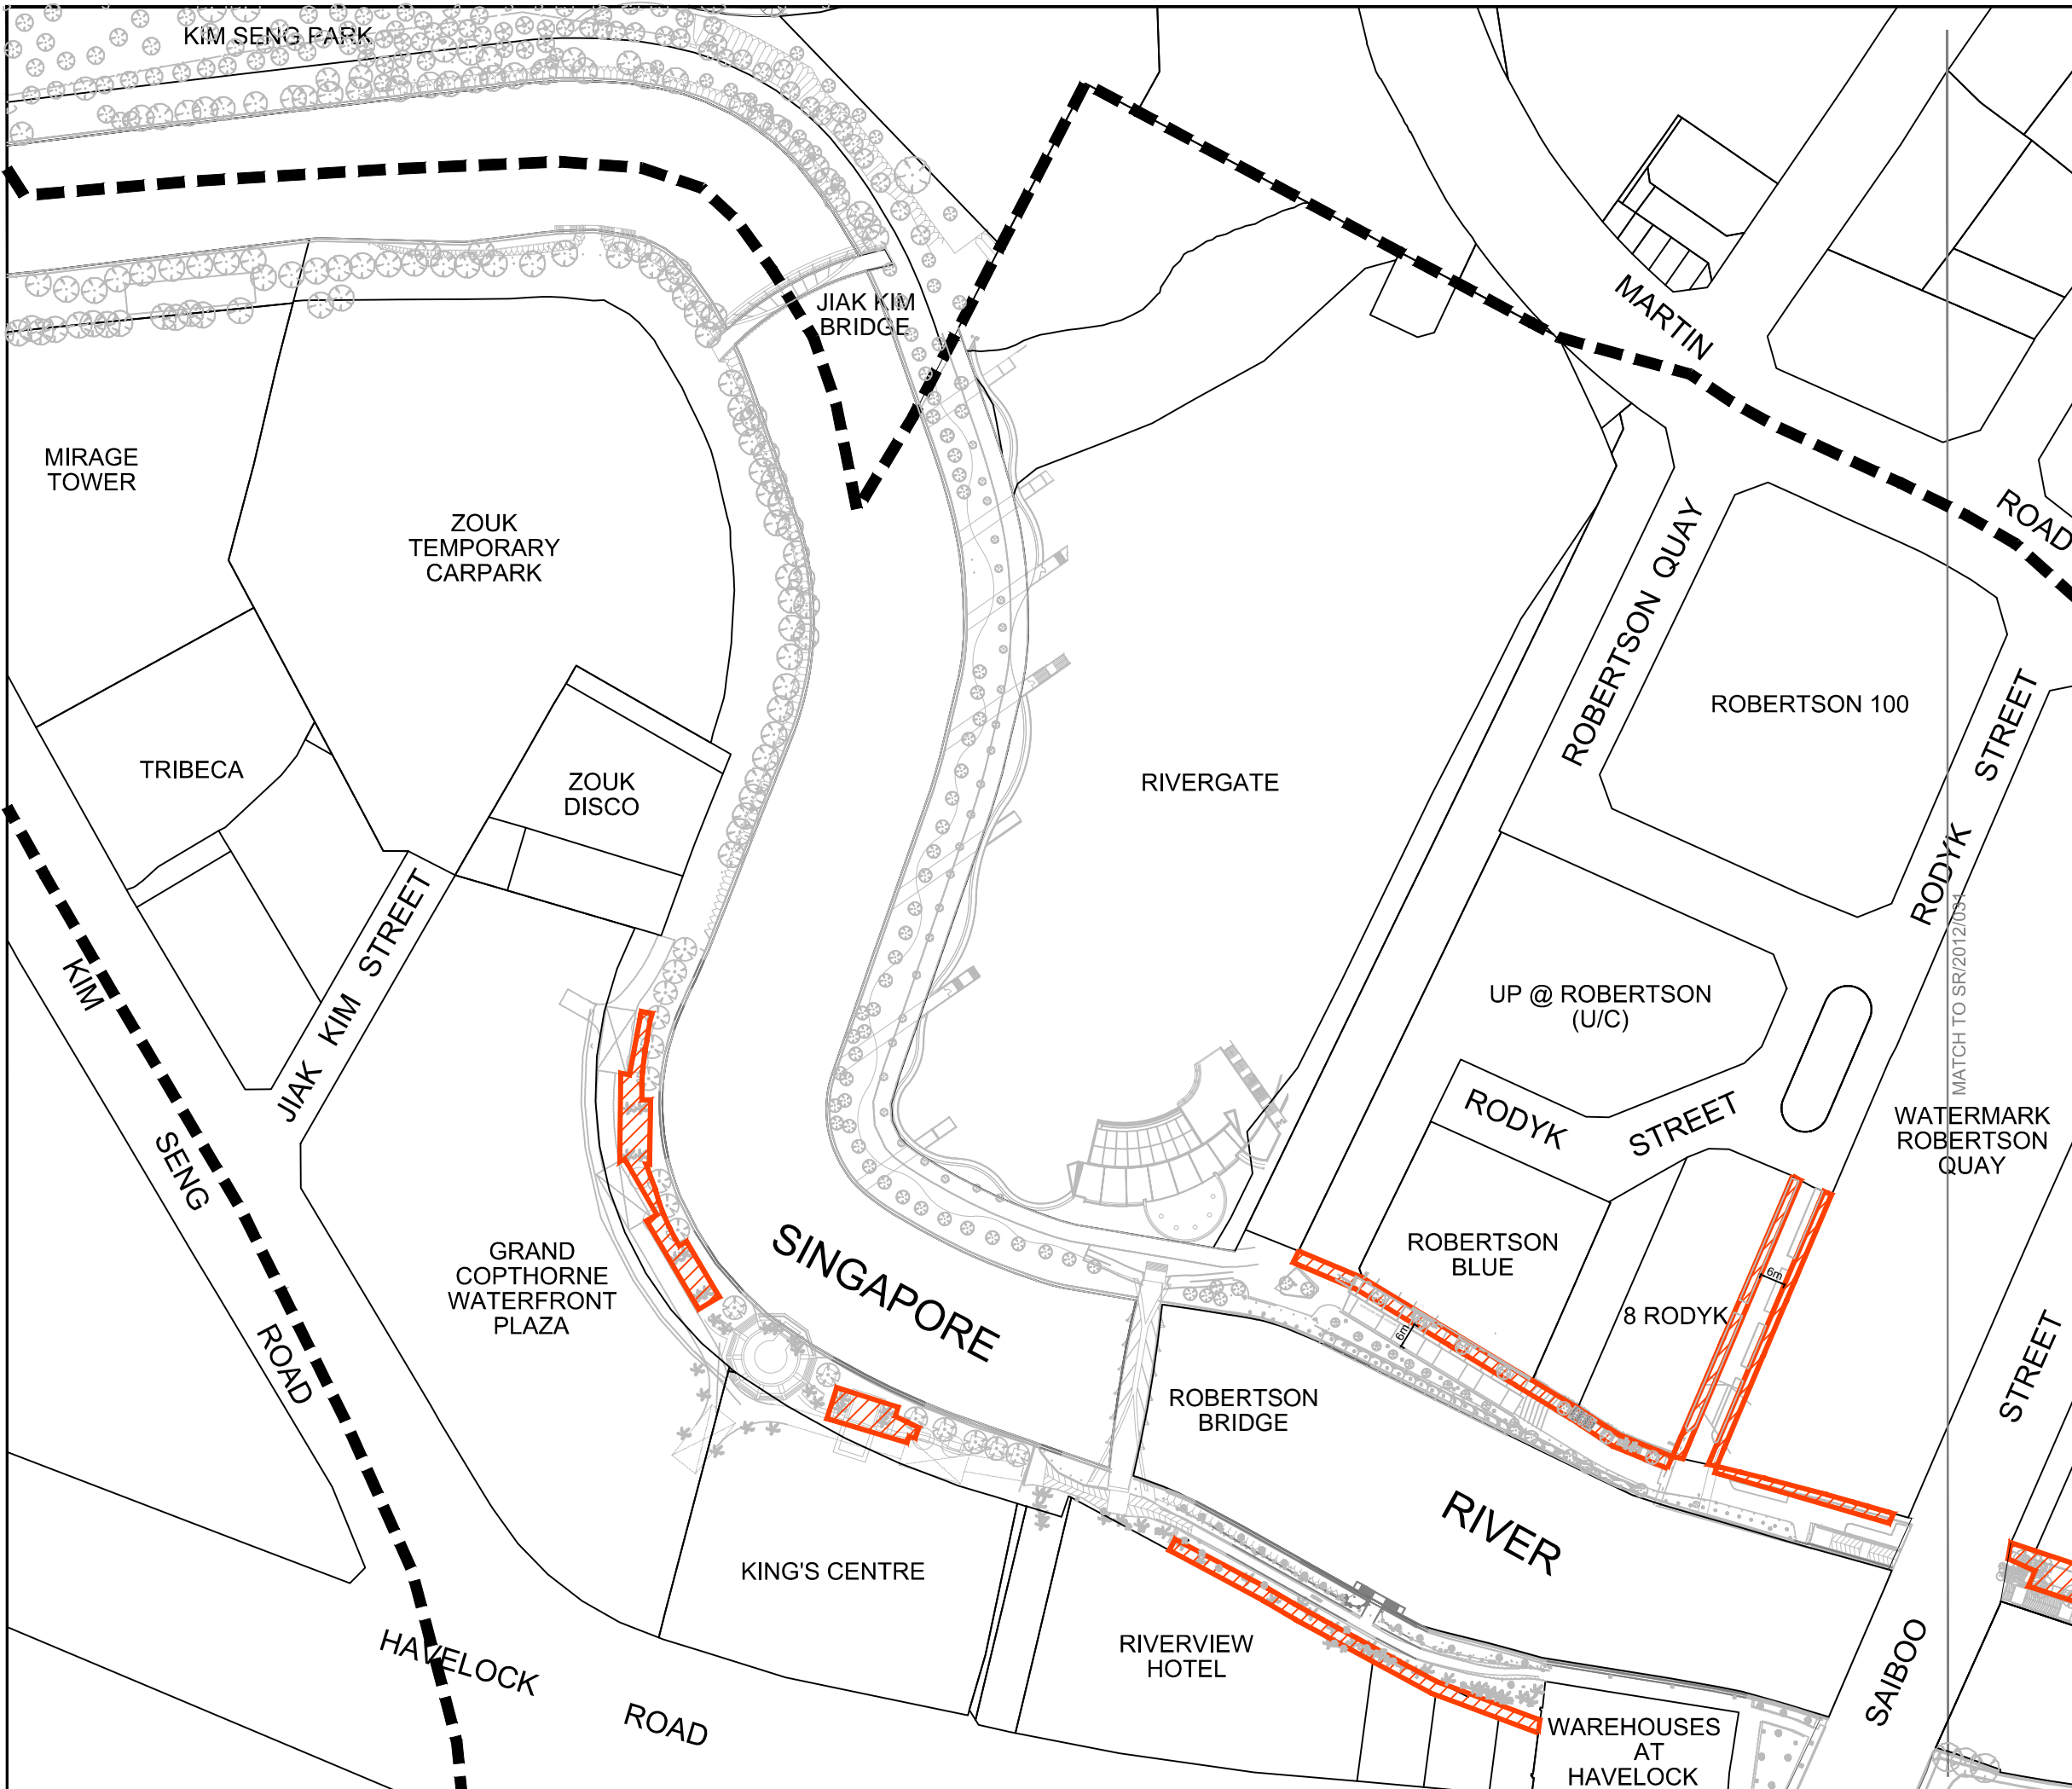 KIM SENG PARK
JIAK KIM
BRIDGE
MARTIN
ROAD
MIRAGE
TOWER
ZOUK
TEMPORARY
CARPARK
ROBERTSON QUAY
ROBERTSON 100
STREET
RODYK
TRIBECA
ZOUK
DISCO
RIVERGATE
JIAK KIM STREET
KIM
SENG
ROAD
UP @ ROBERTSON
(U/C)
MATCH TO SR/2012/031
RODYK
STREET
WATERMARK
ROBERTSON
QUAY
GRAND
COPTHORNE
WATERFRONT
PLAZA
SINGAPORE
RIVER
ROBERTSON
BLUE
6m
8 RODYK
6m
ROBERTSON
BRIDGE
STREET
SAIBOO
KING'S CENTRE
RIVERVIEW
HOTEL
HAVELOCK
ROAD
WAREHOUSES
AT
HAVELOCK